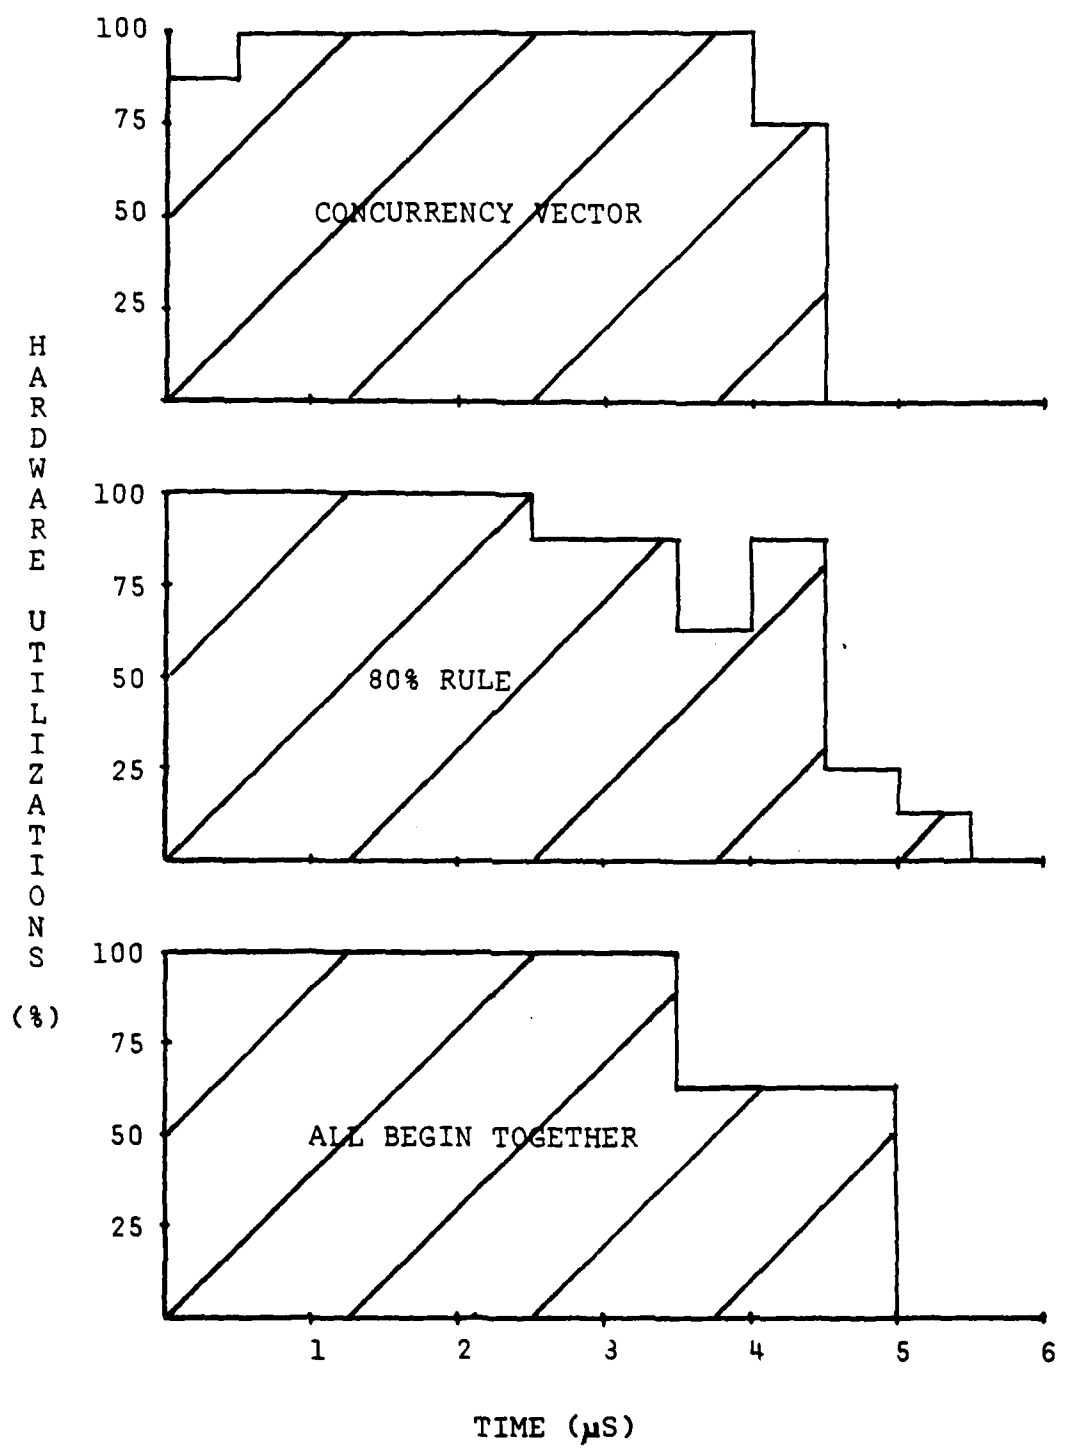 100
75
50
25
CONCURRENCY VECTOR
HARDWARE UTILIZATIONS (%)
100
75
50
25
80% RULE
100
75
50
25
ALL BEGIN TOGETHER
1 2 3 4 5 6
TIME (μS)